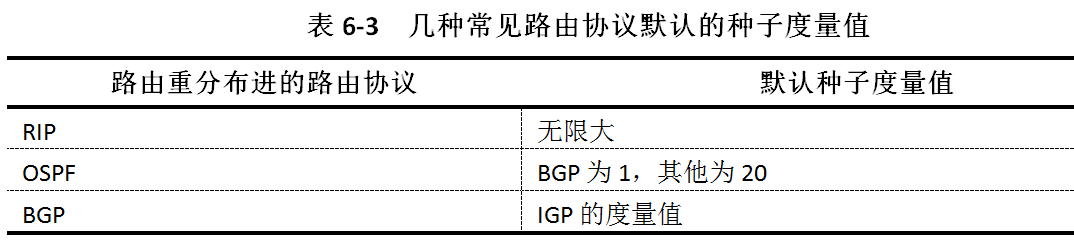 表 6-3 几种常见路由协议默认的种子度量值
路由重分布进的路由协议 默认种子度量值
RIP 无限大
OSPF BGP 为 1，其他为 20
BGP IGP 的度量值